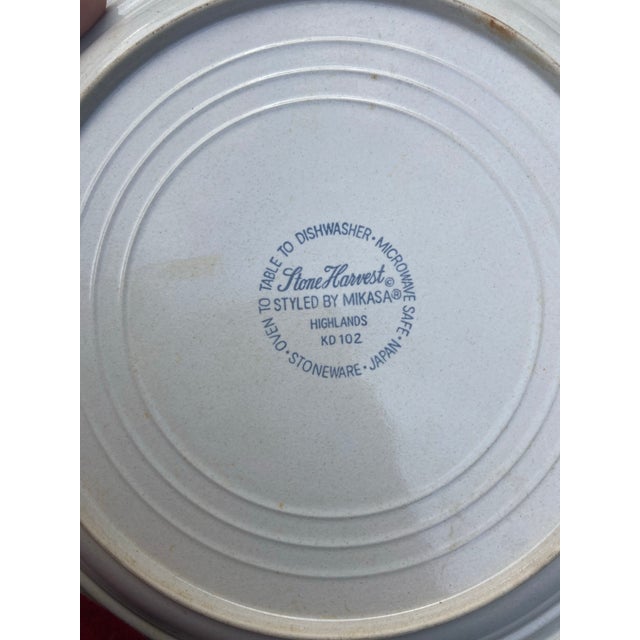 OVEN TO TABLE TO DISHWASHER · MICROWAVE SAFE ·
Stone Harvest ©
STYLED BY MIKASA®
HIGHLANDS
KD 102
· STONEWARE · JAPAN ·